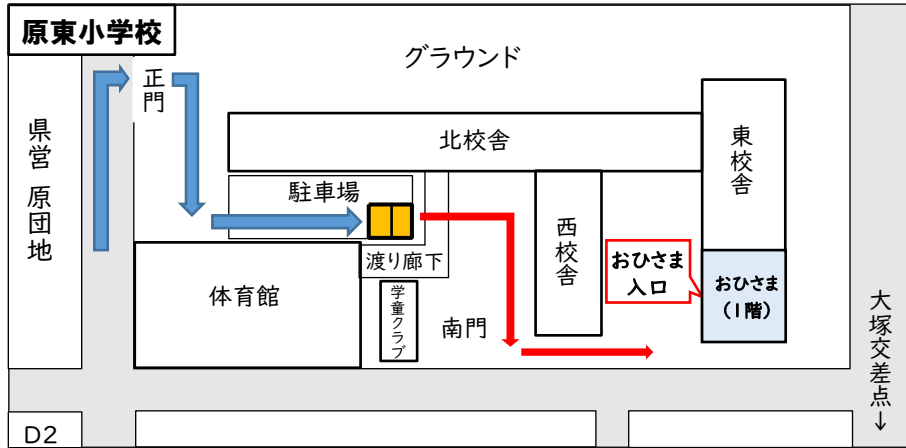 原東小学校
グラウンド
正門
県営 原団地
北校舎
東校舎
駐車場
西校舎
渡り廊下
おひさま
入口
おひさま
(1階)
体育館
学童クラブ
南門
大塚交差点→
D2